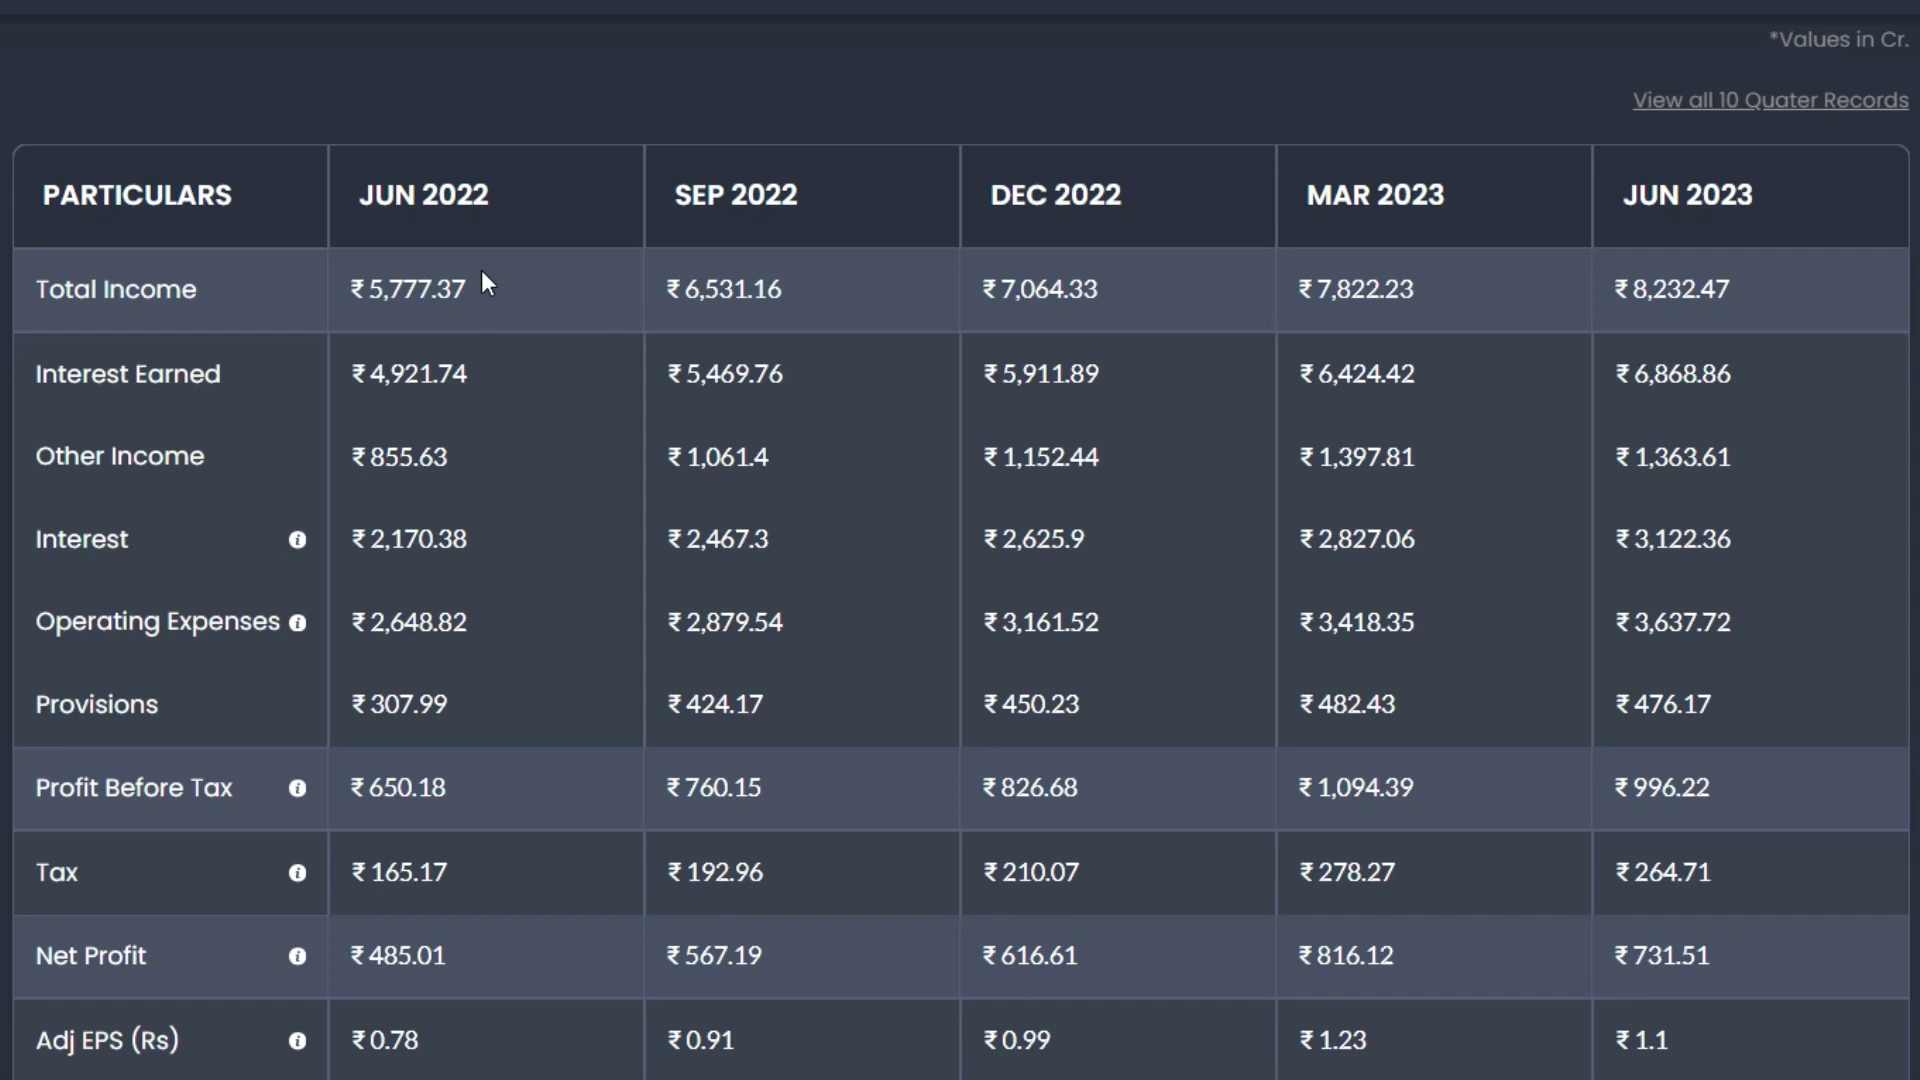 *Values in Cr.
View all 10 Quater Records
PARTICULARS JUN 2022 SEP 2022 DEC 2022 MAR 2023 JUN 2023
Total Income ₹ 5,777.37 ₹ 6,531.16 ₹ 7,064.33 ₹ 7,822.23 ₹ 8,232.47
Interest Earned ₹ 4,921.74 ₹ 5,469.76 ₹ 5,911.89 ₹ 6,424.42 ₹ 6,868.86
Other Income ₹ 855.63 ₹ 1,061.4 ₹ 1,152.44 ₹ 1,397.81 ₹ 1,363.61
Interest ₹ 2,170.38 ₹ 2,467.3 ₹ 2,625.9 ₹ 2,827.06 ₹ 3,122.36
Operating Expenses ₹ 2,648.82 ₹ 2,879.54 ₹ 3,161.52 ₹ 3,418.35 ₹ 3,637.72
Provisions ₹ 307.99 ₹ 424.17 ₹ 450.23 ₹ 482.43 ₹ 476.17
Profit Before Tax ₹ 650.18 ₹ 760.15 ₹ 826.68 ₹ 1,094.39 ₹ 996.22
Tax ₹ 165.17 ₹ 192.96 ₹ 210.07 ₹ 278.27 ₹ 264.71
Net Profit ₹ 485.01 ₹ 567.19 ₹ 616.61 ₹ 816.12 ₹ 731.51
Adj EPS (Rs) ₹ 0.78 ₹ 0.91 ₹ 0.99 ₹ 1.23 ₹ 1.1